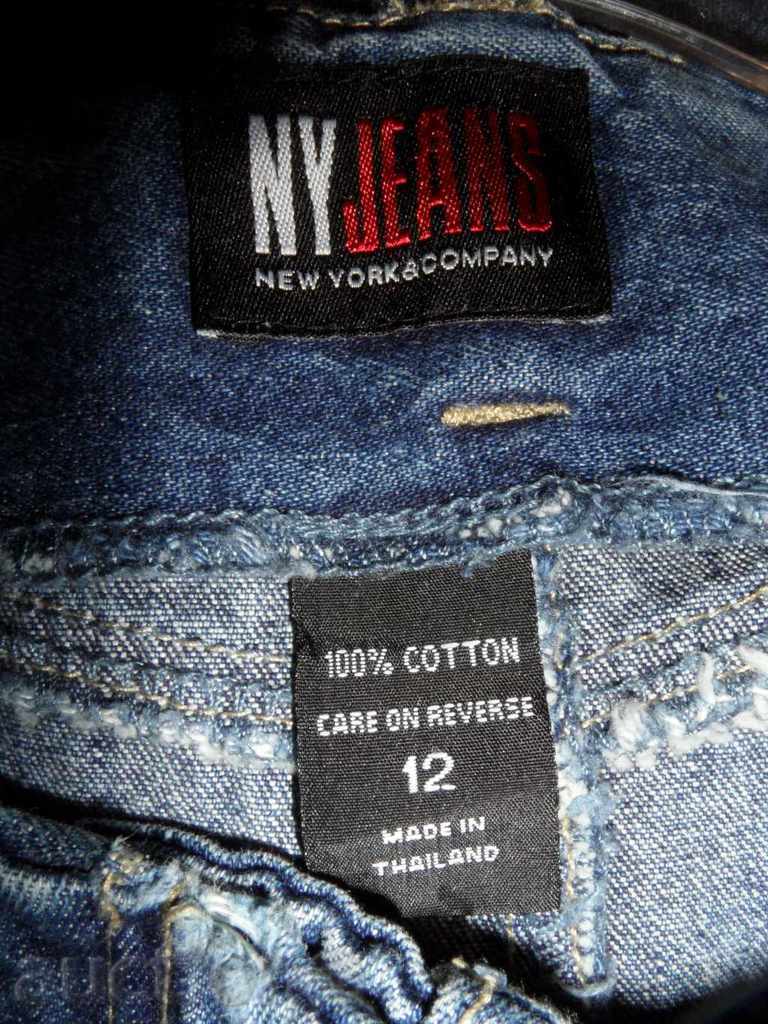 NY JEANS
NEW YORK & COMPANY
100% COTTON
CARE ON REVERSE
12
MADE IN
THAILAND